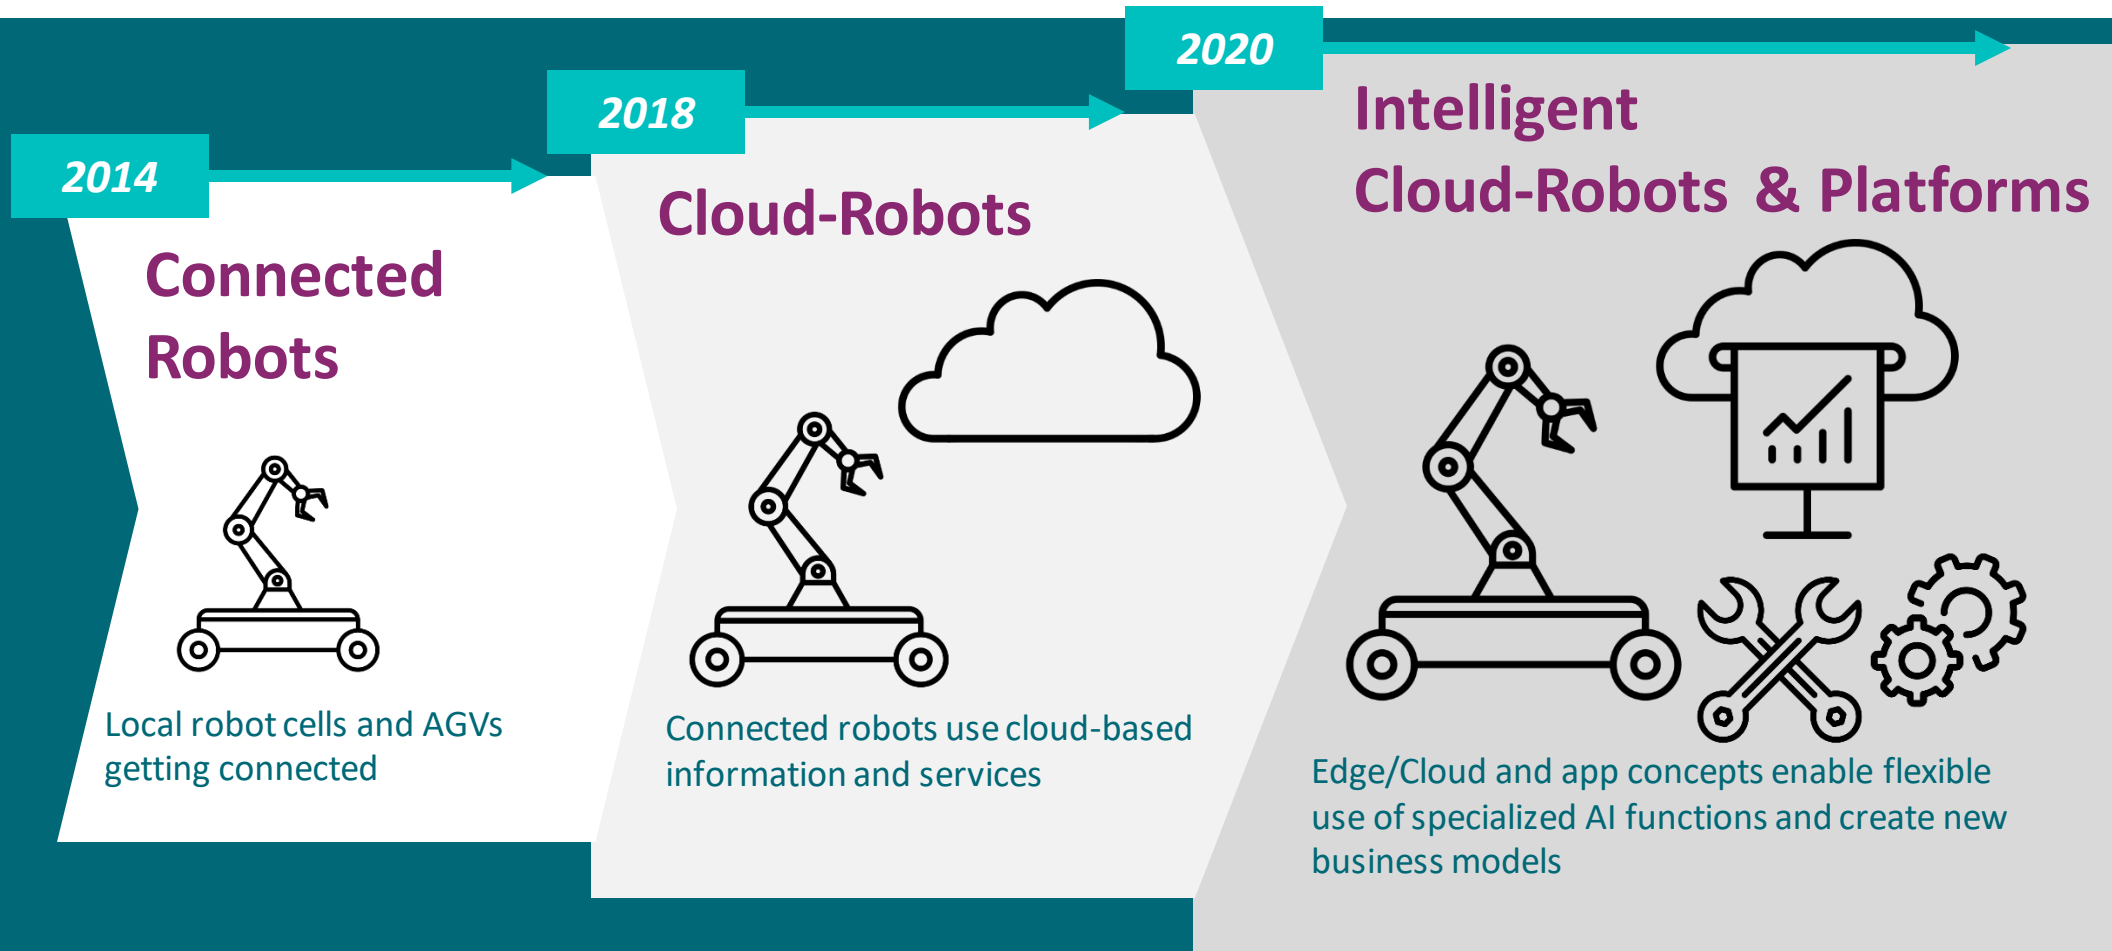 2014
Connected
Robots
Local robot cells and AGVs
getting connected
2018
Cloud-Robots
Connected robots use cloud-based
information and services
2020
Intelligent
Cloud-Robots & Platforms
Edge/Cloud and app concepts enable flexible
use of specialized AI functions and create new
business models